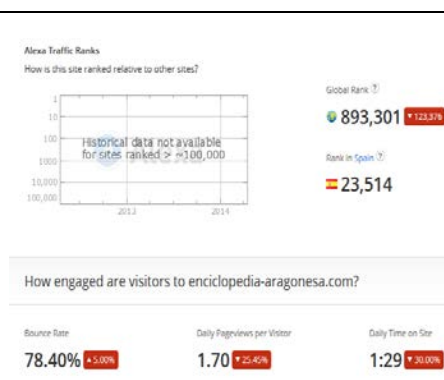 Alexa Traffic Ranks
How is this site ranked relative to other sites?
Global Rank ?
893,301 ▼123,376
Rank in Spain ?
23,514
1
10
100
1000
10,000
100,000
Historical data not available
for sites ranked > ~100,000
2013
2014
How engaged are visitors to enciclopedia-aragonesa.com?
Bounce Rate
78.40% ▲5.00%
Daily Pageviews per Visitor
1.70 ▼25.45%
Daily Time on Site
1:29 ▼30.00%